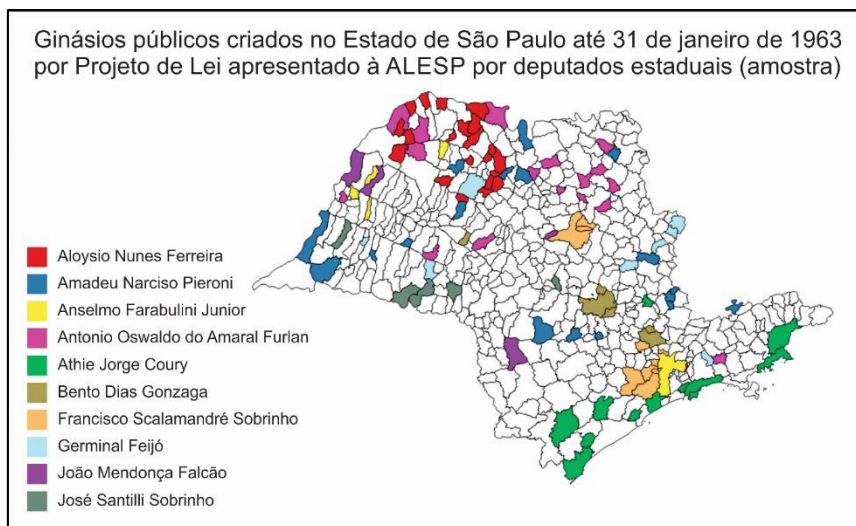 Ginásios públicos criados no Estado de São Paulo até 31 de janeiro de 1963
por Projeto de Lei apresentado à ALESP por deputados estaduais (amostra)
Aloysio Nunes Ferreira
Amadeu Narciso Pieroni
Anselmo Farabulini Junior
Antonio Oswaldo do Amaral Furlan
Athie Jorge Coury
Bento Dias Gonzaga
Francisco Scalamandré Sobrinho
Germinal Feijó
João Mendonça Falcão
José Santilli Sobrinho